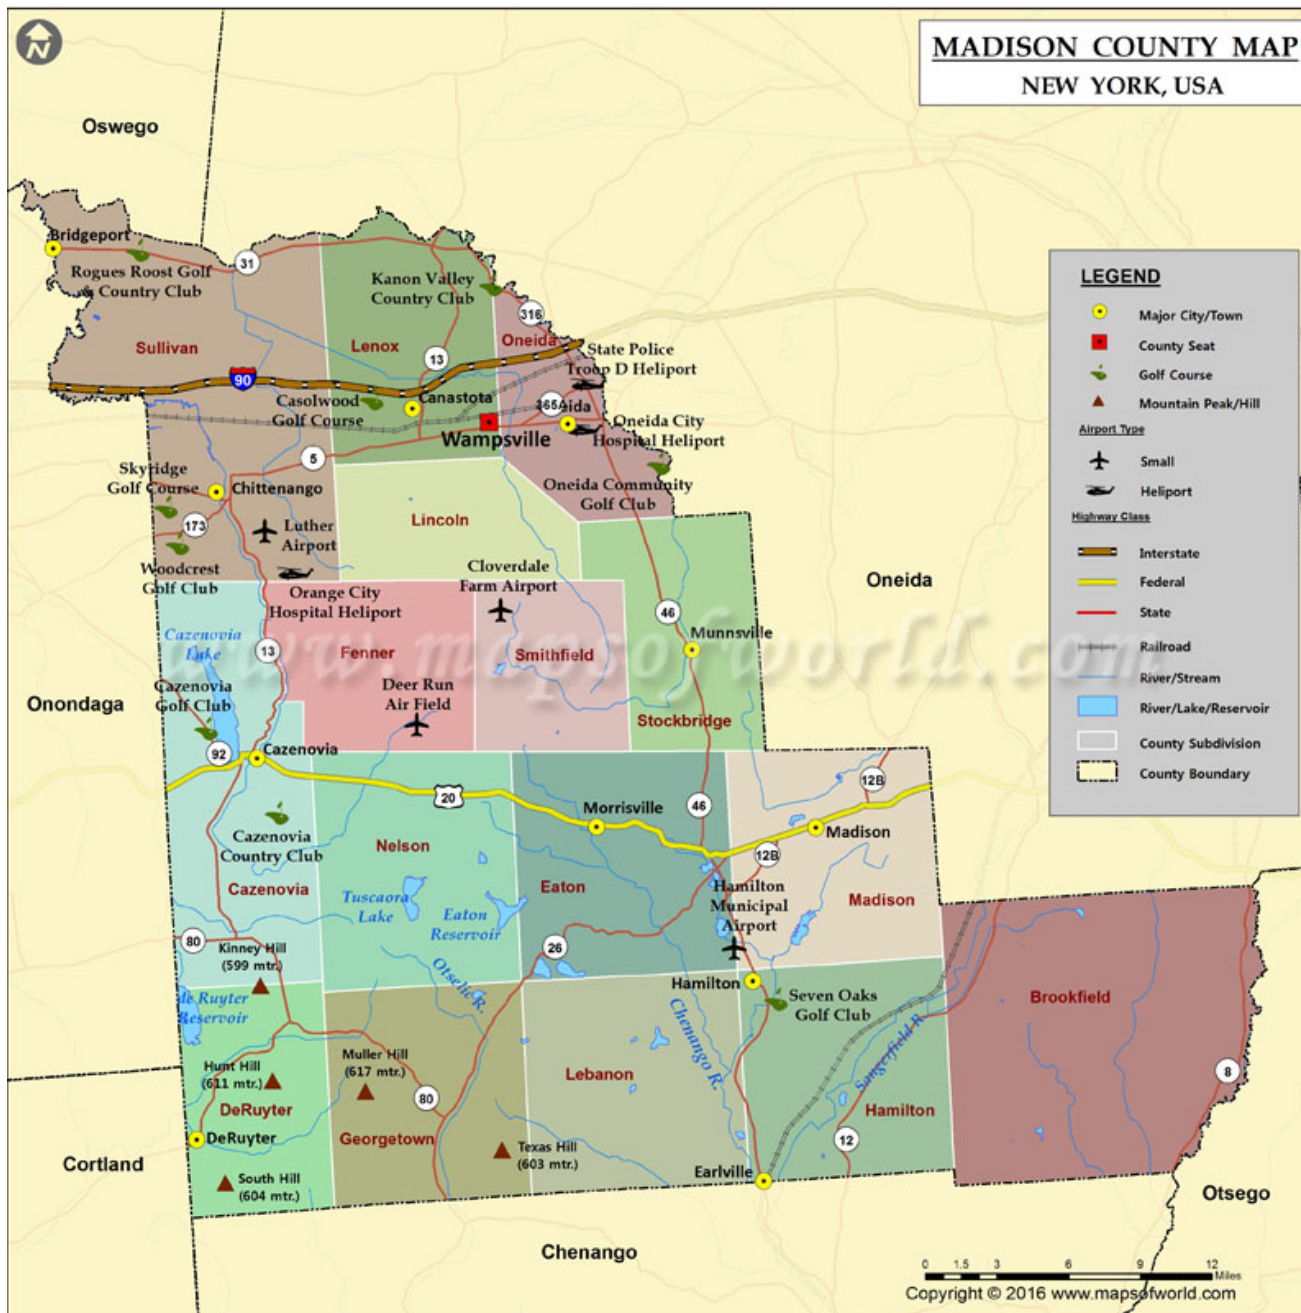 N
MADISON COUNTY MAP
NEW YORK, USA
Oswego
Bridgeport
31
Rogues Roost Golf
& Country Club
Kanon Valley
Country Club
316
Sullivan
Lenox
Oneida
13
State Police
Troop D Heliport
90
Casolwood
Golf Course
Canastota
365A
Wampsville
Oneida City
Hospital Heliport
5
Skyridge
Golf Course
Chittenango
Oneida Community
Golf Club
173
Luther
Airport
Lincoln
Woodcrest
Golf Club
Cloverdale
Farm Airport
Oneida
Orange City
Hospital Heliport
46
Munnsville
Cazenovia
Lake
13
Fenner
Smithfield
www.mapsofworld.com
Onondaga
Cazenovia
Golf Club
Deer Run
Air Field
Stockbridge
92
Cazenovia
12B
20
46
Morrisville
Madison
Cazenovia
Country Club
Nelson
12B
Cazenovia
Tuscaora
Lake
Eaton
Reservoir
Eaton
Hamilton
Municipal
Airport
Madison
80
Kinney Hill
(599 mtr.)
26
Otselic R.
Hamilton
Seven Oaks
Golf Club
Brookfield
de Ruyter
Reservoir
Chenango R.
Sangerfield R.
Hunt Hill
(611 mtr.)
Muller Hill
(617 mtr.)
Lebanon
8
DeRuyter
80
Hamilton
DeRuyter
Georgetown
12
Texas Hill
(603 mtr.)
Cortland
South Hill
(604 mtr.)
Earlville
Otsego
Chenango
LEGEND
Major City/Town
County Seat
Golf Course
Mountain Peak/Hill
Airport Type
Small
Heliport
Highway Class
Interstate
Federal
State
Railroad
River/Stream
River/Lake/Reservoir
County Subdivision
County Boundary
0 1.5 3 6 9 12
Miles
Copyright © 2016 www.mapsofworld.com